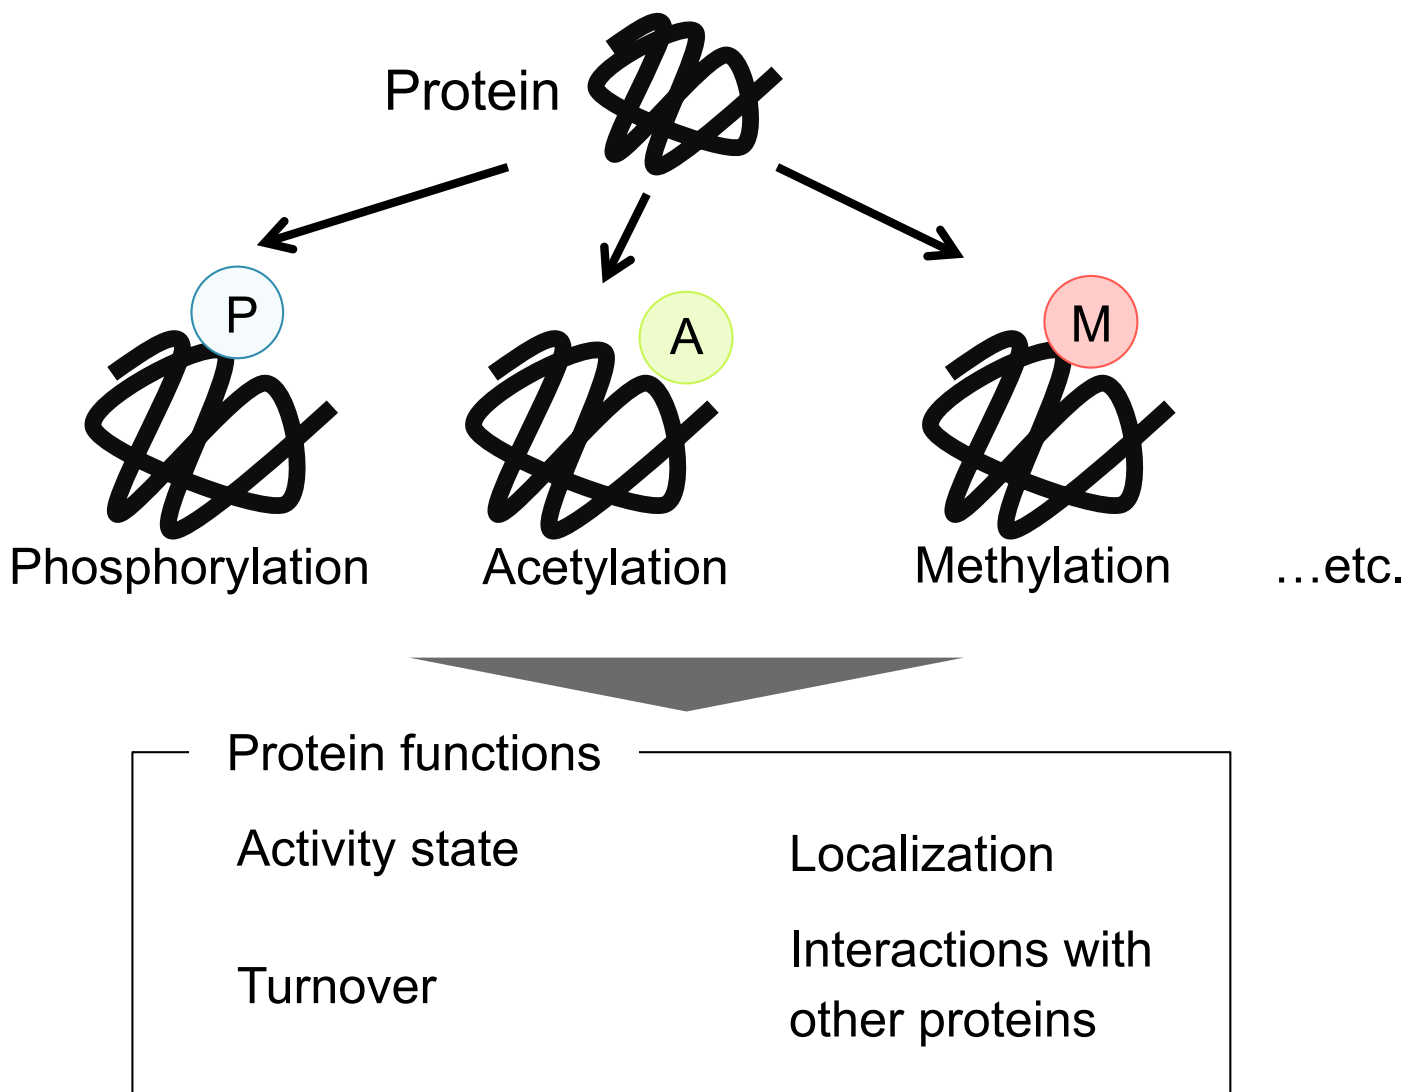 Protein
P
A
M
Phosphorylation
Acetylation
Methylation
…etc.
Protein functions
Activity state
Localization
Turnover
Interactions with
other proteins